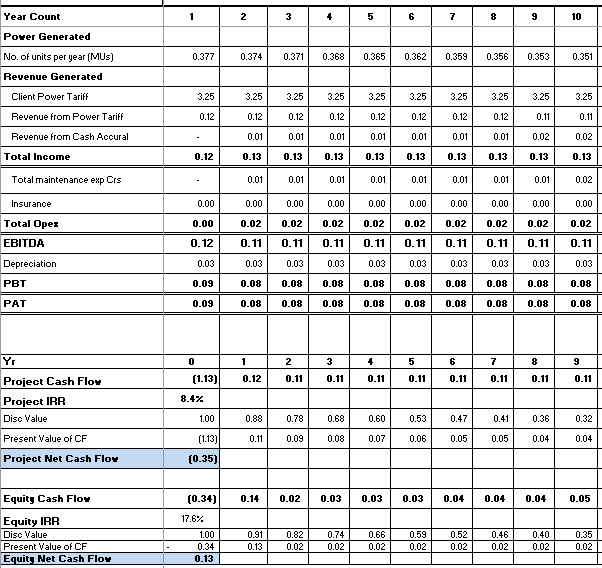 Year Count 1 2 3 4 5 6 7 8 9 10
Power Generated
No. of units per year (MUs) 0.377 0.374 0.371 0.368 0.365 0.362 0.359 0.356 0.353 0.351
Revenue Generated
Client Power Tariff 3.25 3.25 3.25 3.25 3.25 3.25 3.25 3.25 3.25 3.25
Revenue from Power Tariff 0.12 0.12 0.12 0.12 0.12 0.12 0.12 0.12 0.11 0.11
Revenue from Cash Accural - 0.01 0.01 0.01 0.01 0.01 0.01 0.01 0.02 0.02
Total Income 0.12 0.13 0.13 0.13 0.13 0.13 0.13 0.13 0.13 0.13
Total maintenance exp Crs - 0.01 0.01 0.01 0.01 0.01 0.01 0.01 0.01 0.02
Insurance 0.00 0.00 0.00 0.00 0.00 0.00 0.00 0.00 0.00 0.00
Total Opex 0.00 0.02 0.02 0.02 0.02 0.02 0.02 0.02 0.02 0.02
EBITDA 0.12 0.11 0.11 0.11 0.11 0.11 0.11 0.11 0.11 0.11
Depreciation 0.03 0.03 0.03 0.03 0.03 0.03 0.03 0.03 0.03 0.03
PBT 0.09 0.08 0.08 0.08 0.08 0.08 0.08 0.08 0.08 0.08
PAT 0.09 0.08 0.08 0.08 0.08 0.08 0.08 0.08 0.08 0.08
Yr 0 1 2 3 4 5 6 7 8 9
Project Cash Flow (1.13) 0.12 0.11 0.11 0.11 0.11 0.11 0.11 0.11 0.11
Project IRR 8.4%
Disc Value 1.00 0.88 0.78 0.68 0.60 0.53 0.47 0.41 0.36 0.32
Present Value of CF (1.13) 0.11 0.09 0.08 0.07 0.06 0.05 0.05 0.04 0.04
Project Net Cash Flow (0.35)
Equity Cash Flow (0.34) 0.14 0.02 0.03 0.03 0.03 0.04 0.04 0.04 0.05
Equity IRR 17.6%
Disc Value 1.00 0.91 0.82 0.74 0.66 0.59 0.52 0.46 0.40 0.35
Present Value of CF - 0.34 0.13 0.02 0.02 0.02 0.02 0.02 0.02 0.02 0.02
Equity Net Cash Flow 0.13